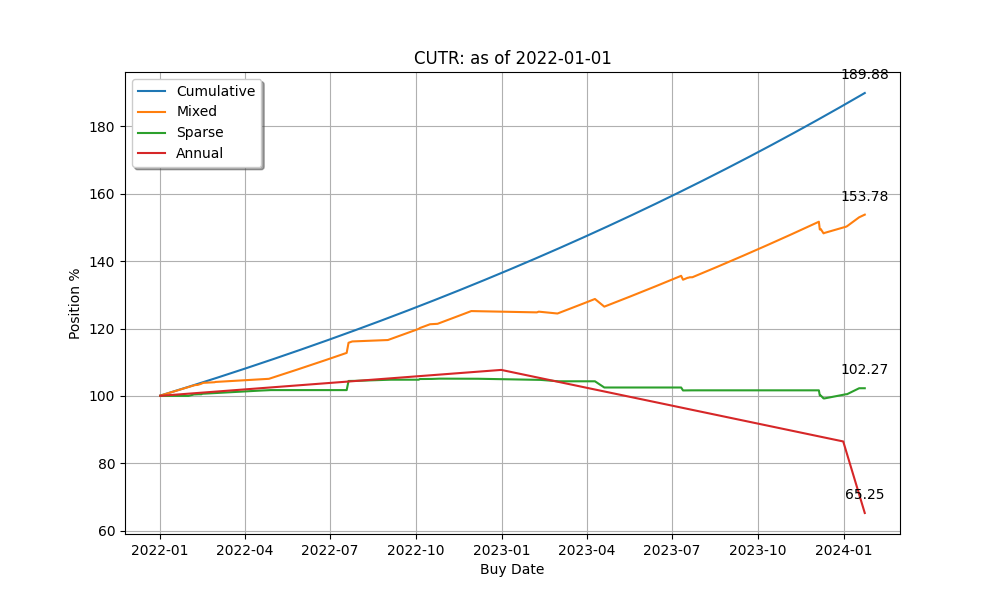 CUTR: as of 2022-01-01
189.88
Cumulative
Mixed
Sparse
Annual
180
160
140
120
100
80
60
153.78
102.27
65.25
Position %
2022-01
2022-04
2022-07
2022-10
2023-01
2023-04
2023-07
2023-10
2024-01
Buy Date